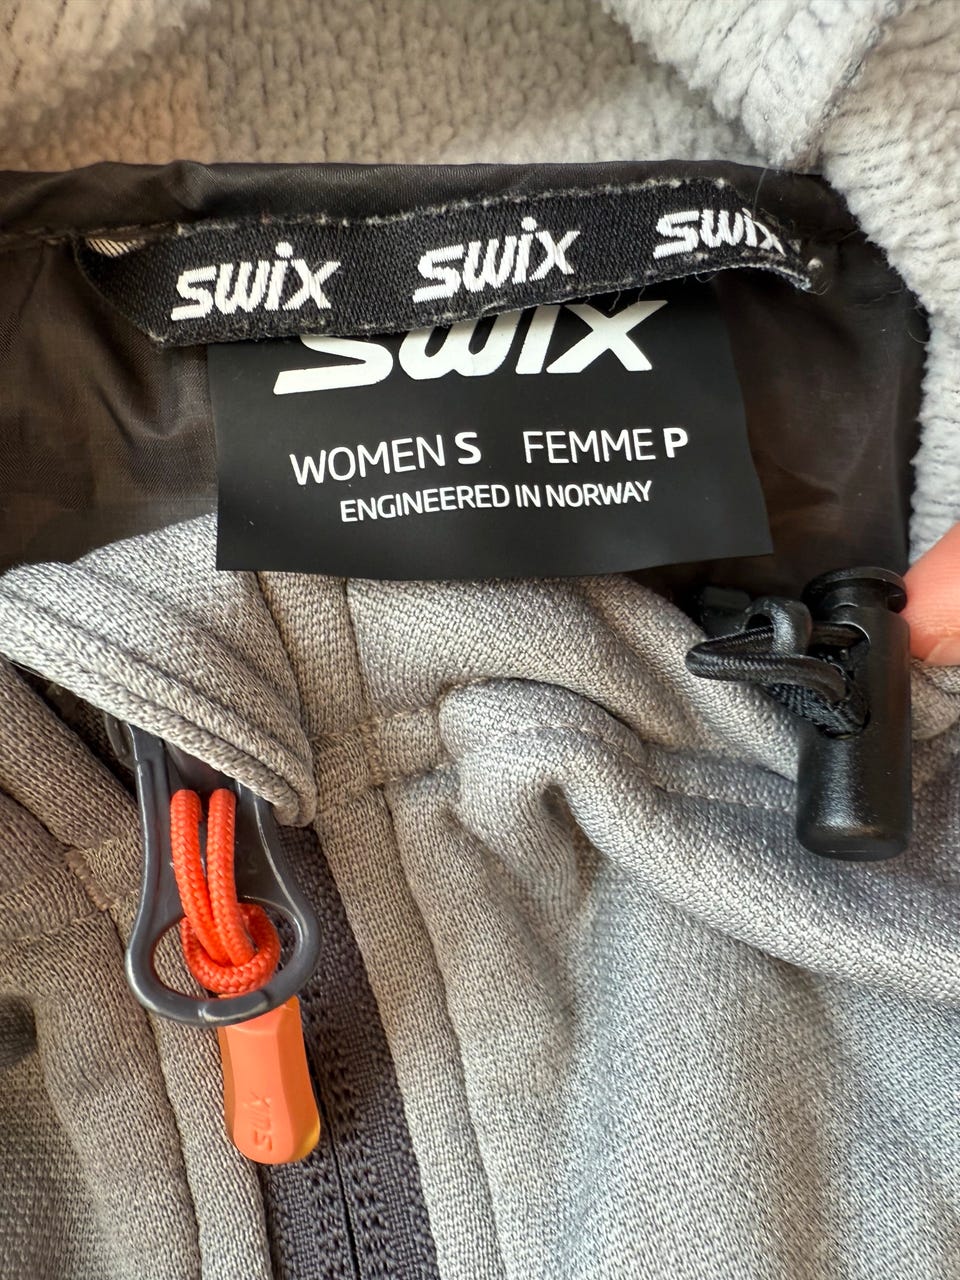 swix swix swix
swix
WOMEN S FEMME P
ENGINEERED IN NORWAY
swix